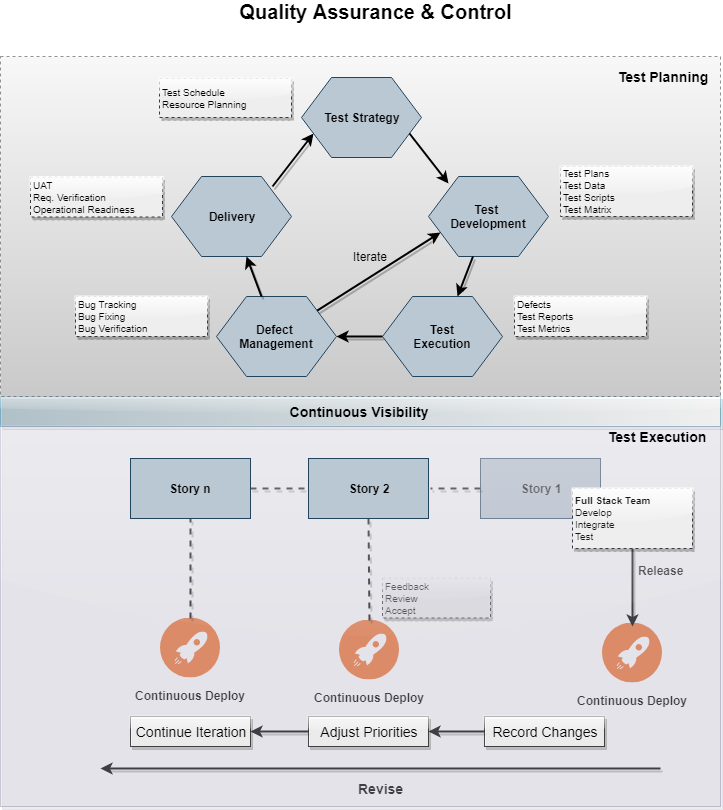 Quality Assurance & Control
Test Planning
Test Schedule
Resource Planning
Test Strategy
Test Plans
Test Data
Test Scripts
Test Matrix
UAT
Req. Verification
Operational Readiness
Delivery
Test
Development
Iterate
Bug Tracking
Bug Fixing
Bug Verification
Defect
Management
Test
Execution
Defects
Test Reports
Test Metrics
Continuous Visibility
Test Execution
Story n
Story 2
Story 1
Full Stack Team
Develop
Integrate
Test
Release
Feedback
Review
Accept
Continuous Deploy
Continuous Deploy
Continuous Deploy
Continue Iteration
Adjust Priorities
Record Changes
Revise